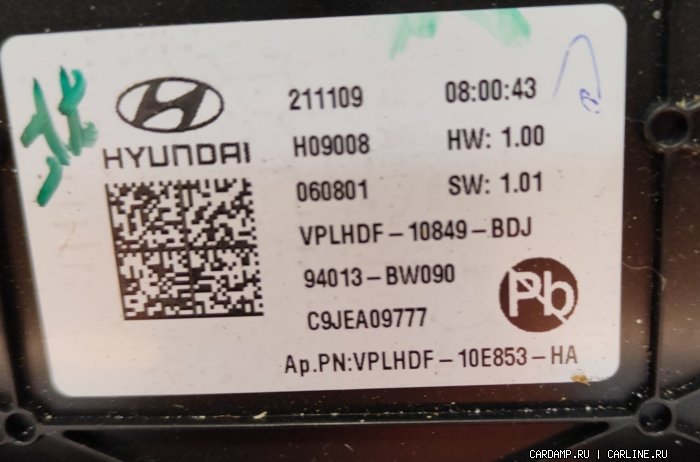 211109 08:00:43
HYUNDAI H09008 HW: 1.00
060801 SW: 1.01
VPLHDF-10849-BDJ
94013-BW090
Pb
C9JEA09777
Ap.PN:VPLHDF-10E853-HA
CARDAMP.RU | CARLINE.RU